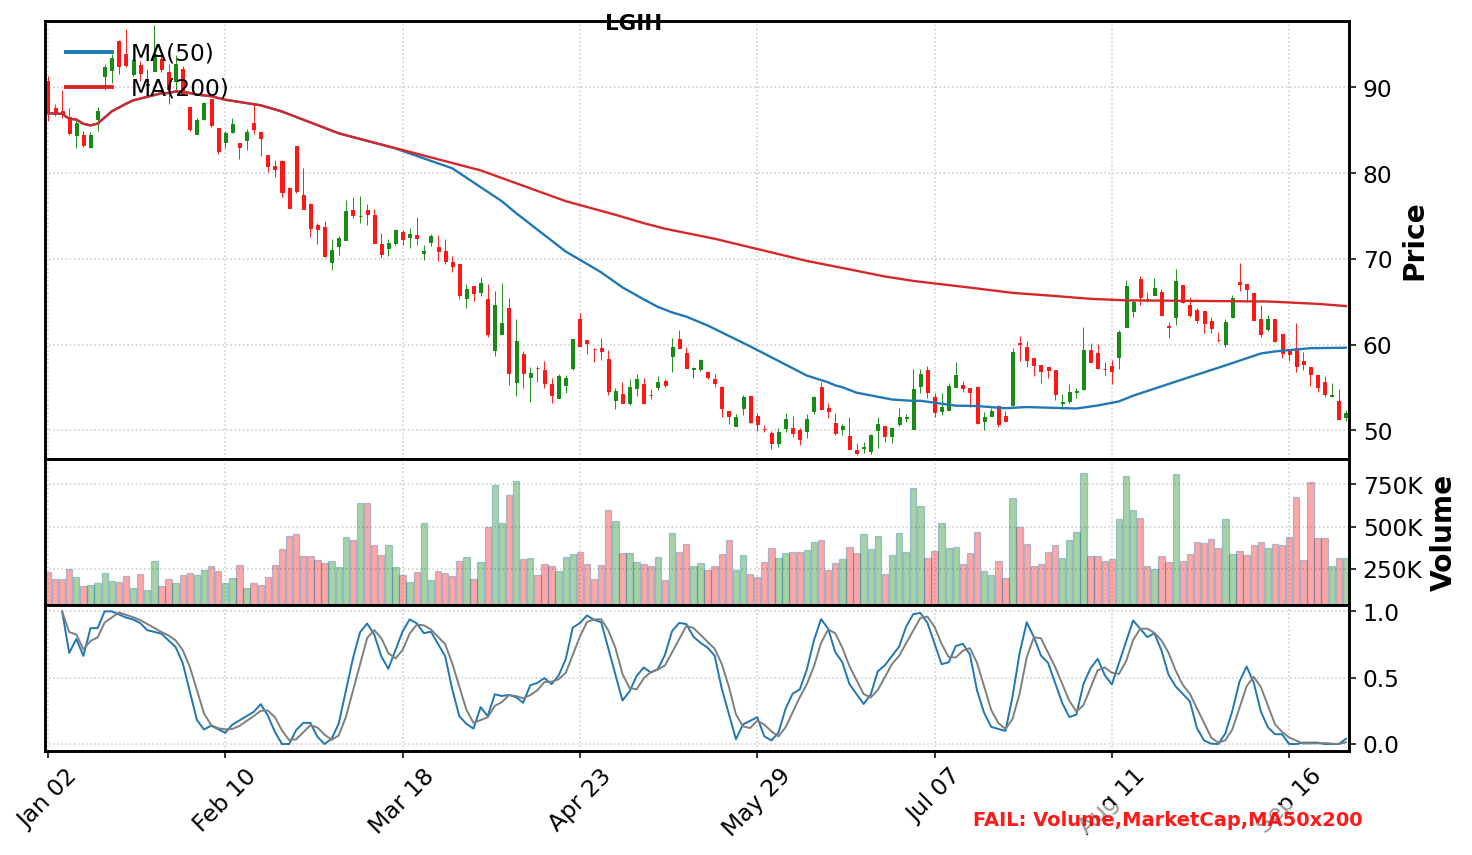 LGIH
MA(50)
MA(200)
90
80
70
60
50
Price
750K
500K
250K
Volume
1.0
0.5
0.0
Jan 02
Feb 10
Mar 18
Apr 23
May 29
Jul 07
Aug 11
Sep 16
FAIL: Volume,MarketCap,MA50x200